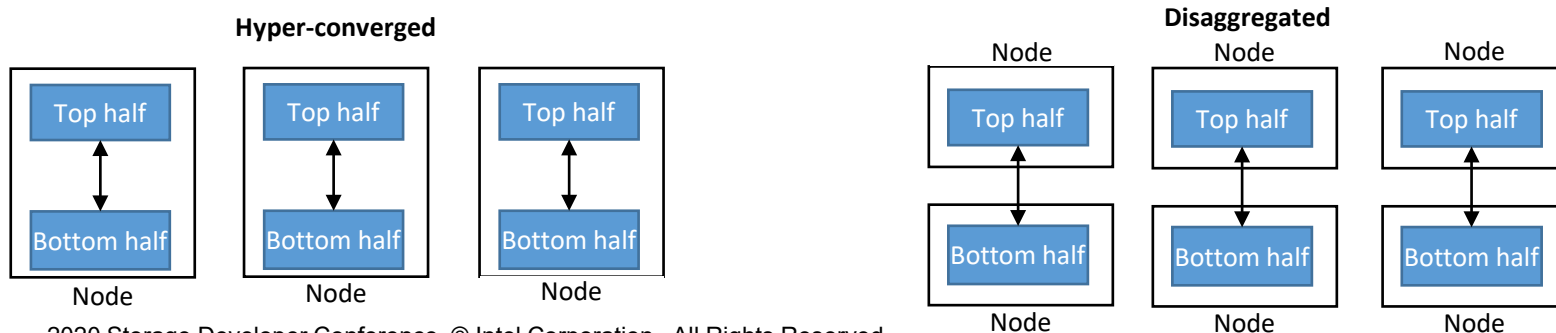 Hyper-converged
Top half
Top half
Top half
Bottom half
Bottom half
Bottom half
Node
Node
Node
Disaggregated
Node
Node
Node
Top half
Top half
Top half
Bottom half
Bottom half
Bottom half
Node
Node
Node
2020 Storage Developer Conference. © Intel Corporation. All Rights Reserved.